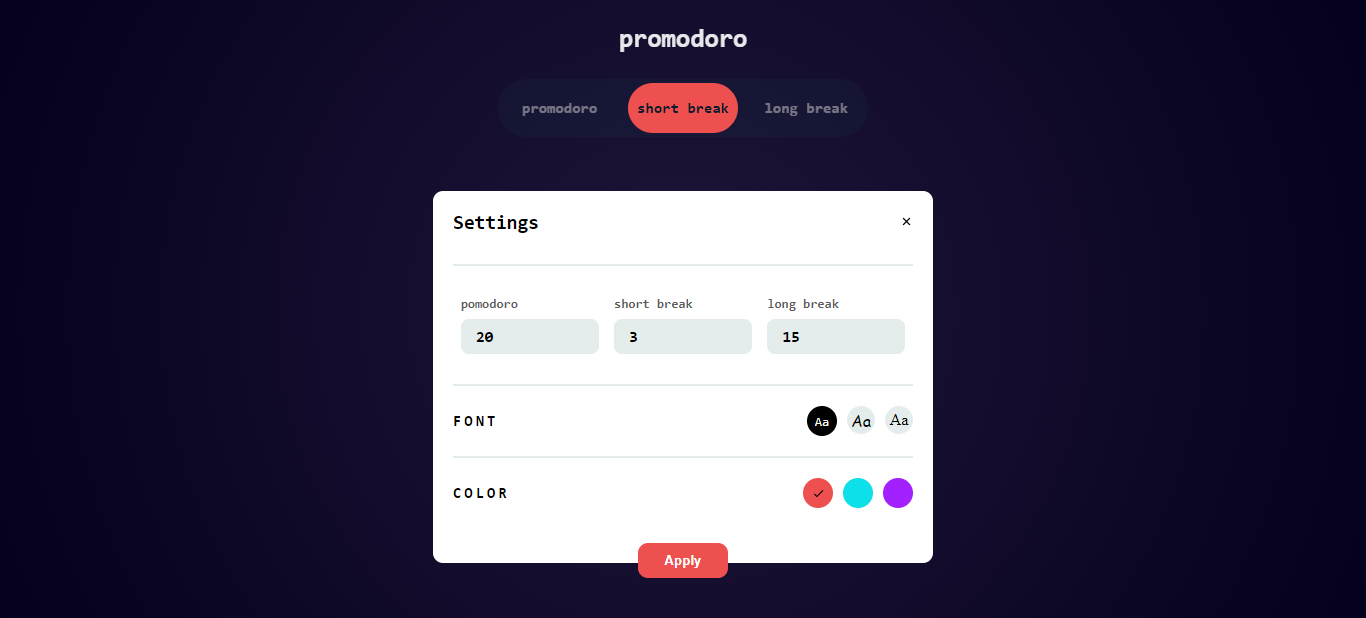 promodoro
promodoro short break long break
Settings ×
pomodoro short break long break
20 3 15
FONT Aa Aa Aa
COLOR
Apply